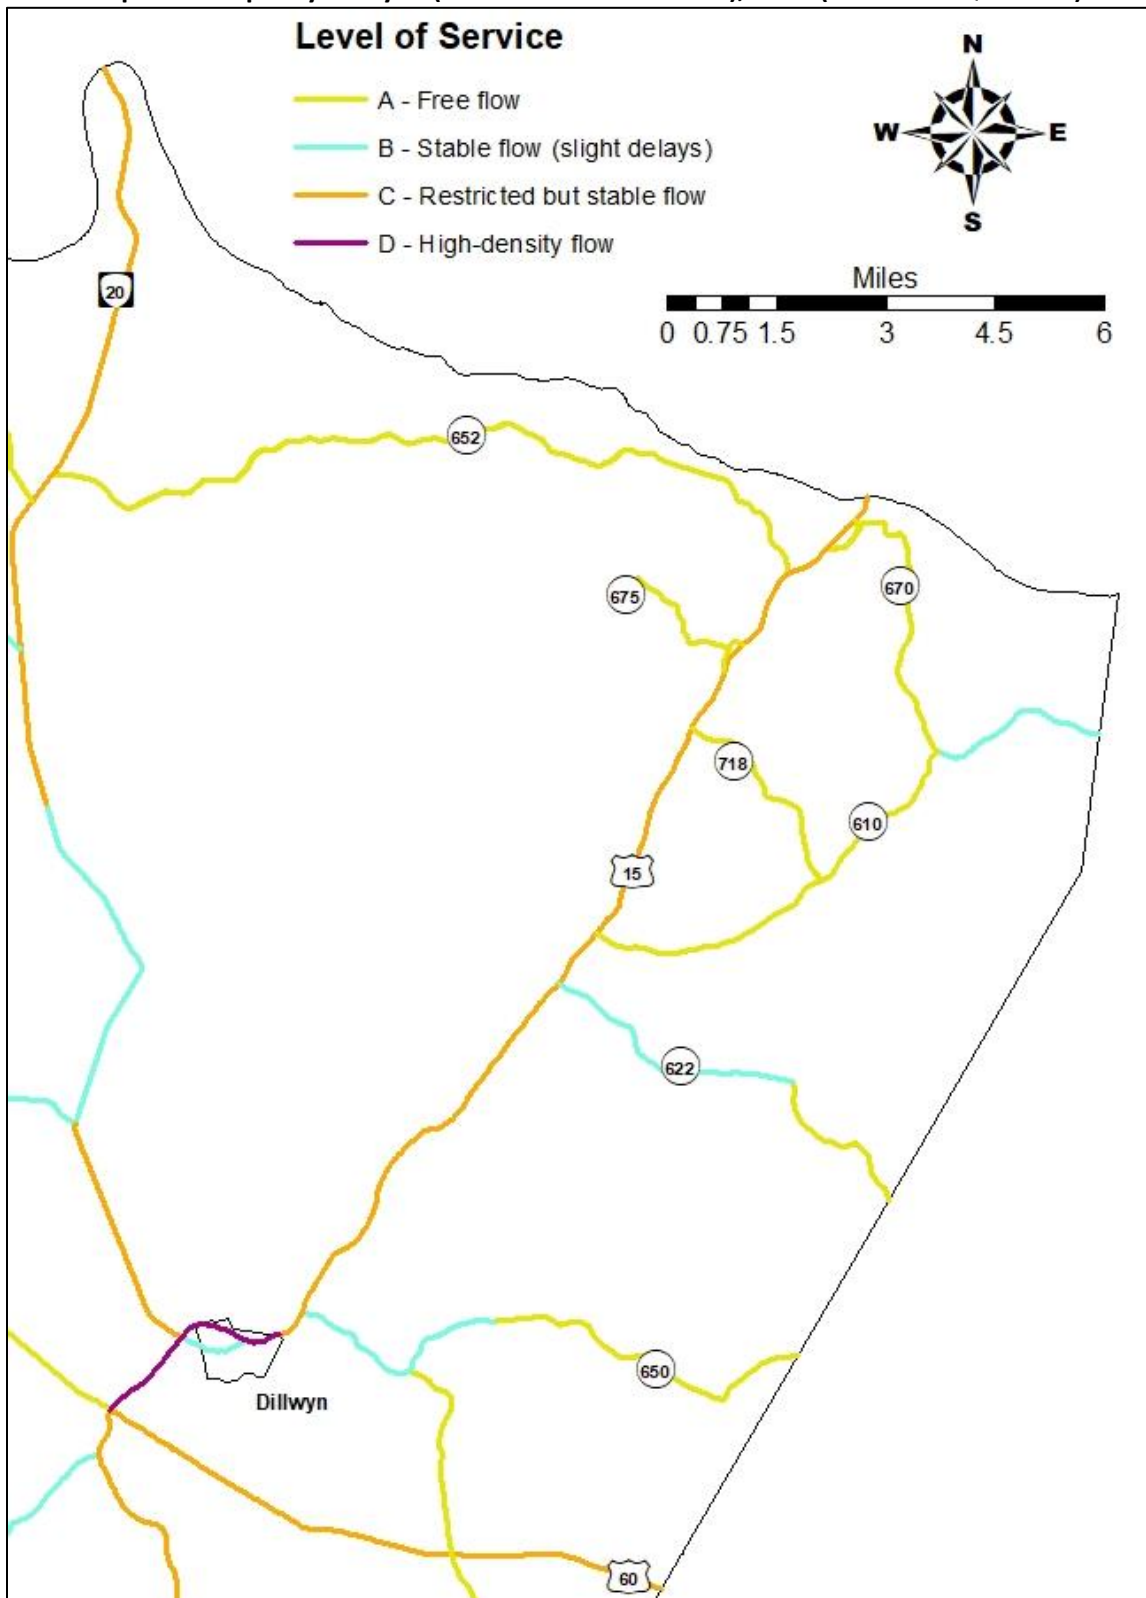 Level of Service
A - Free flow
B - Stable flow (slight delays)
C - Restricted but stable flow
D - High-density flow
N
W E
S
Miles
0 0.75 1.5 3 4.5 6
20
652
675
670
718
610
15
622
650
Dillwyn
60